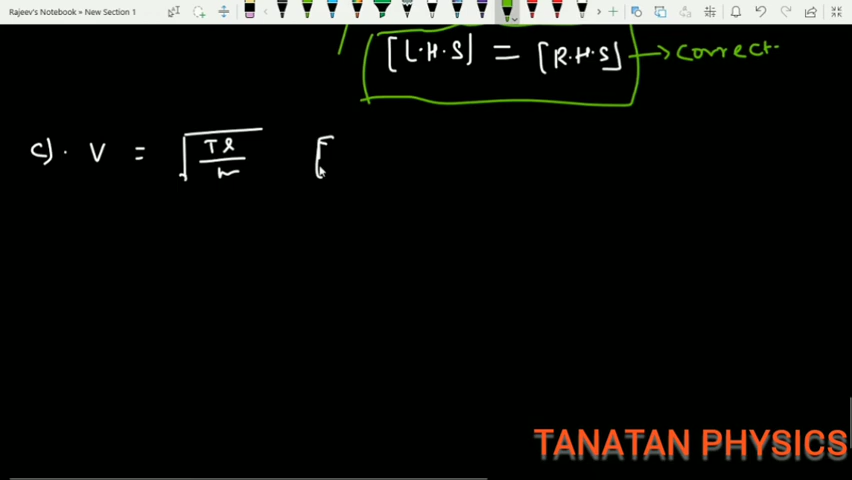 Rajeev's Notebook » New Section 1
[L.H.S] = [R.H.S] → correct.
c). V = √(Tl/m) [
TANATAN PHYSICS